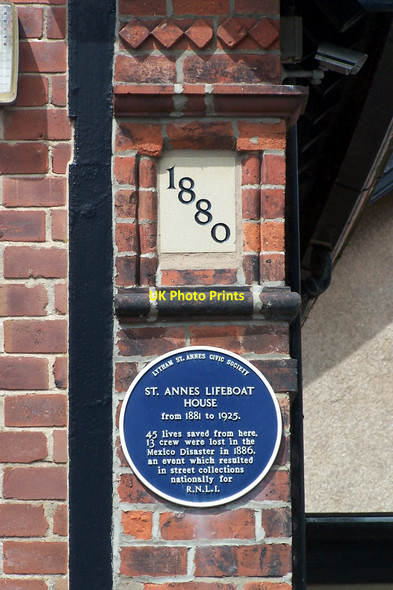 1880
UK Photo Prints
LYTHAM ST. ANNES CIVIC SOCIETY
ST. ANNES LIFEBOAT
HOUSE
from 1881 to 1925.
45 lives saved from here.
13 crew were lost in the
Mexico Disaster in 1886.
an event which resulted
in street collections
nationally for
R.N.L.I.